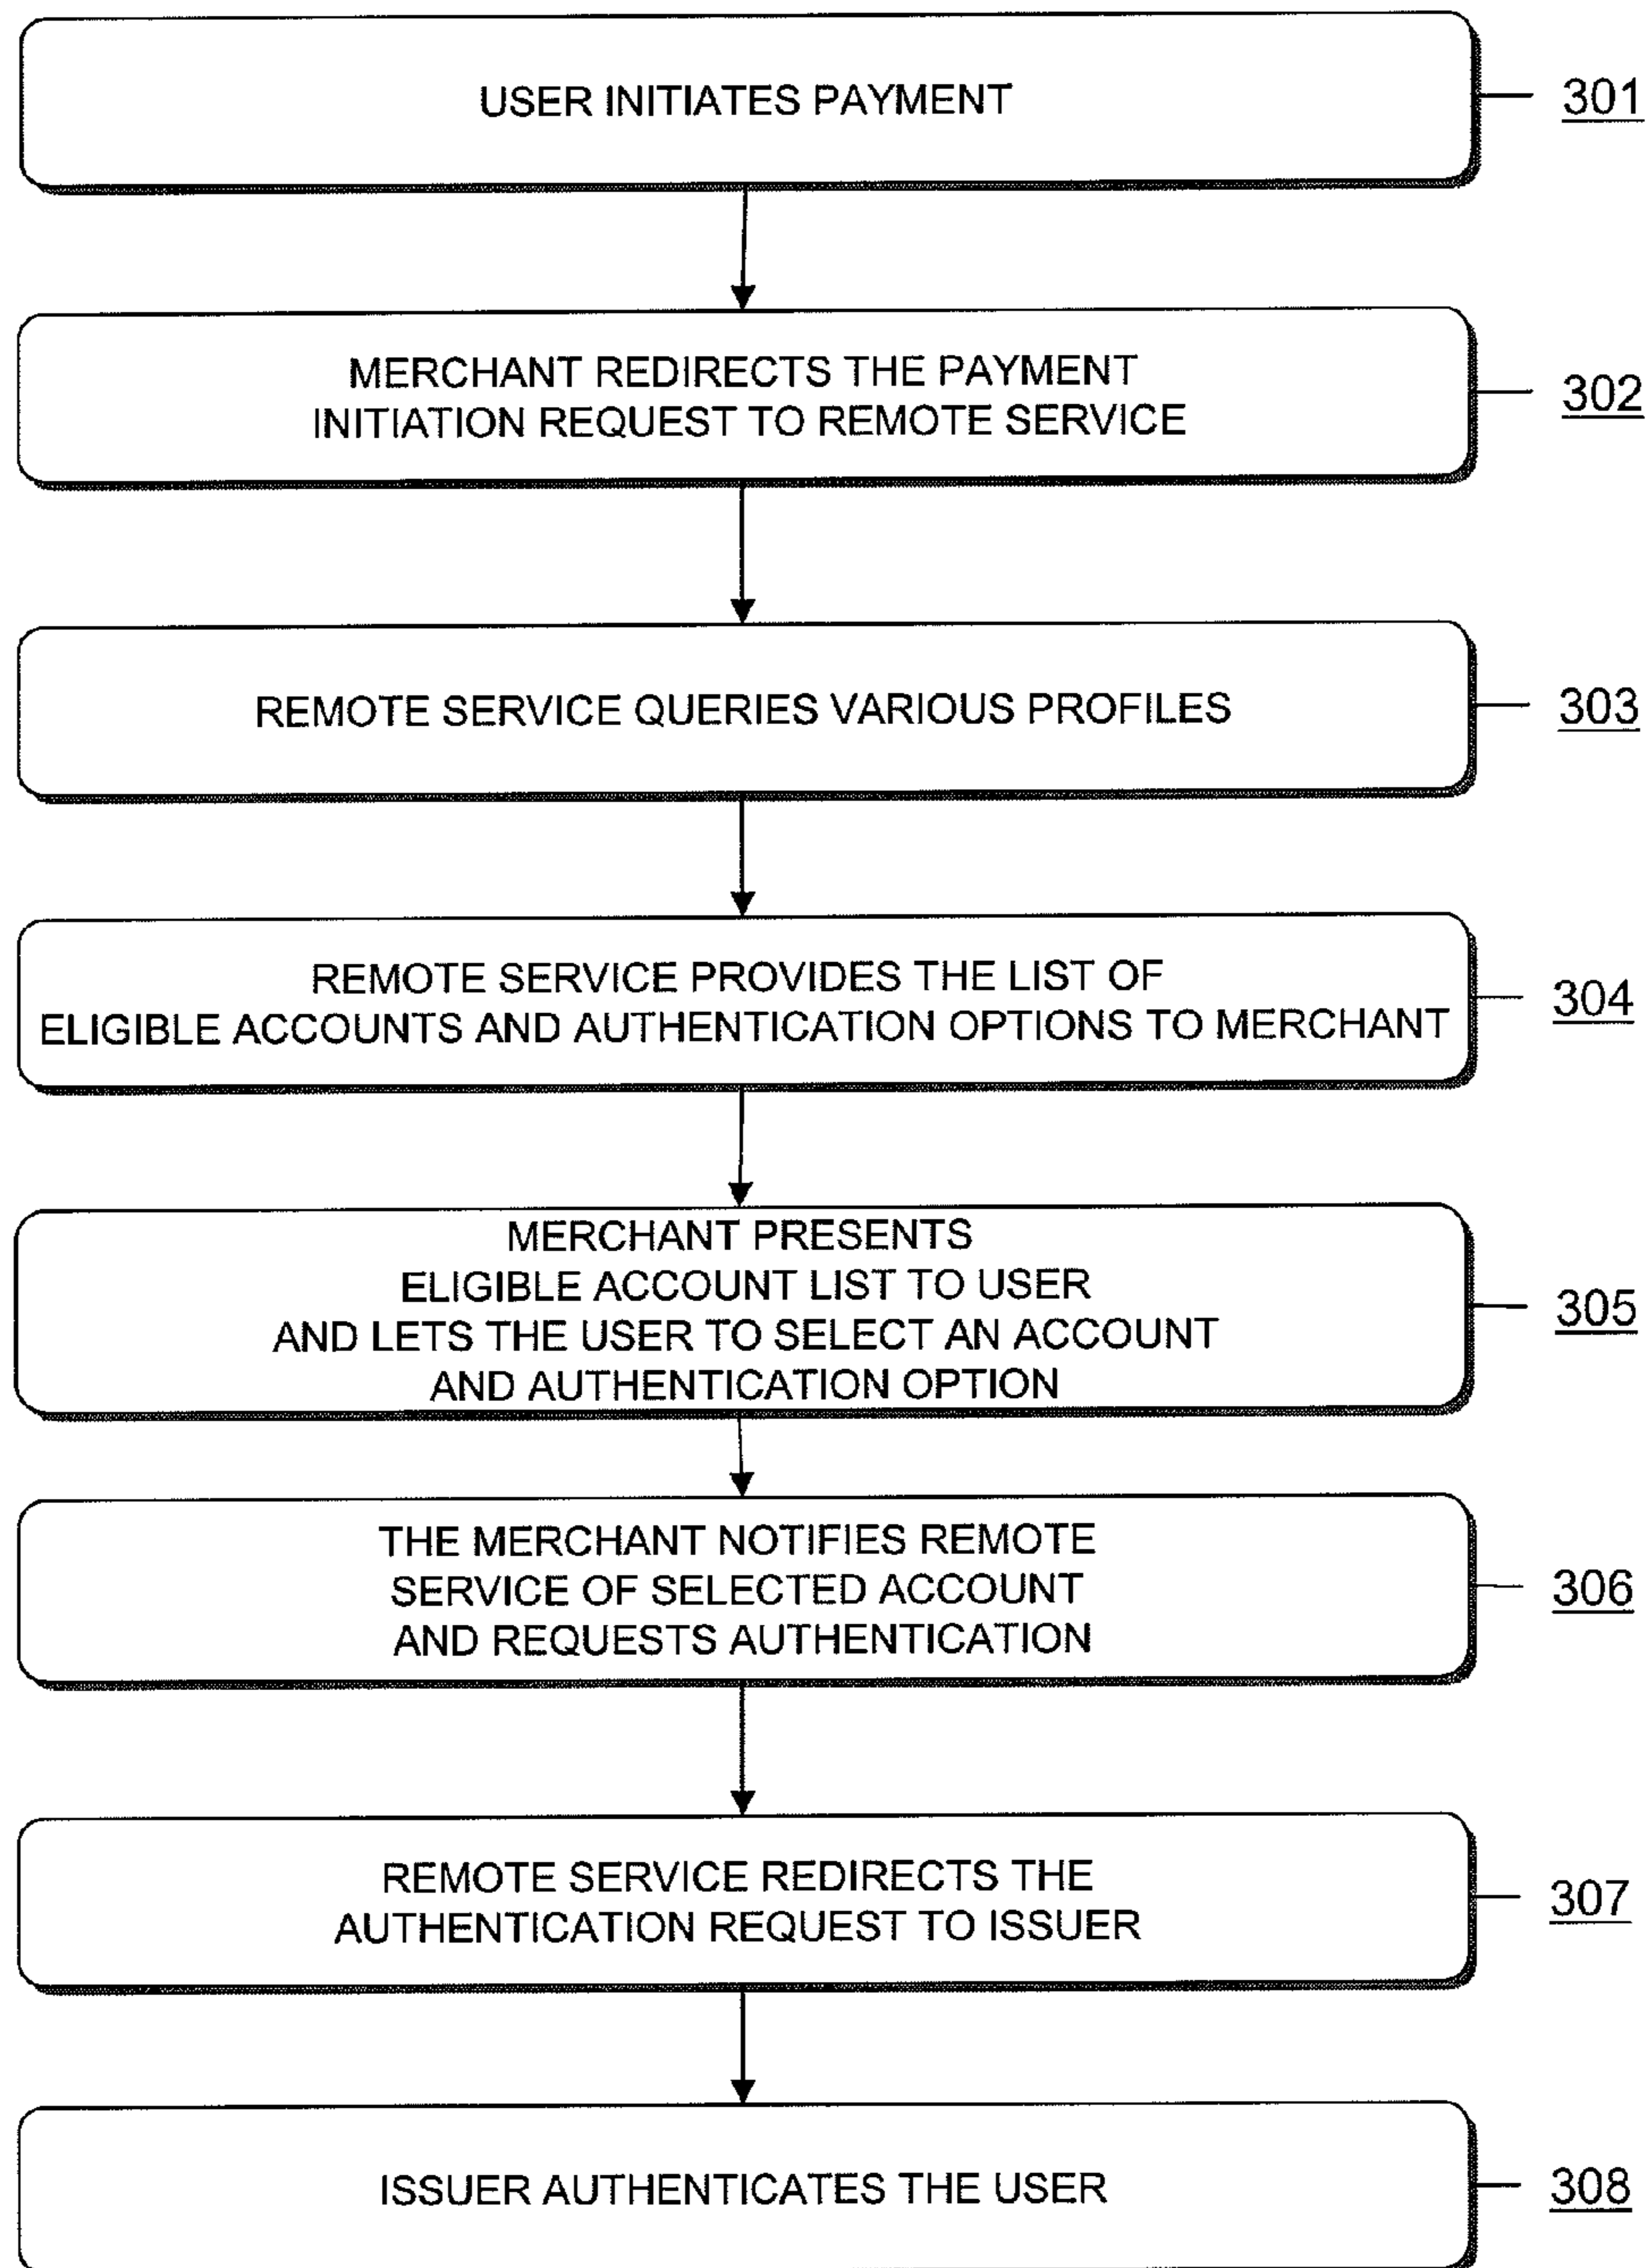 USER INITIATES PAYMENT
301
MERCHANT REDIRECTS THE PAYMENT
INITIATION REQUEST TO REMOTE SERVICE
302
REMOTE SERVICE QUERIES VARIOUS PROFILES
303
REMOTE SERVICE PROVIDES THE LIST OF
ELIGIBLE ACCOUNTS AND AUTHENTICATION OPTIONS TO MERCHANT
304
MERCHANT PRESENTS
ELIGIBLE ACCOUNT LIST TO USER
AND LETS THE USER TO SELECT AN ACCOUNT
AND AUTHENTICATION OPTION
305
THE MERCHANT NOTIFIES REMOTE
SERVICE OF SELECTED ACCOUNT
AND REQUESTS AUTHENTICATION
306
REMOTE SERVICE REDIRECTS THE
AUTHENTICATION REQUEST TO ISSUER
307
ISSUER AUTHENTICATES THE USER
308